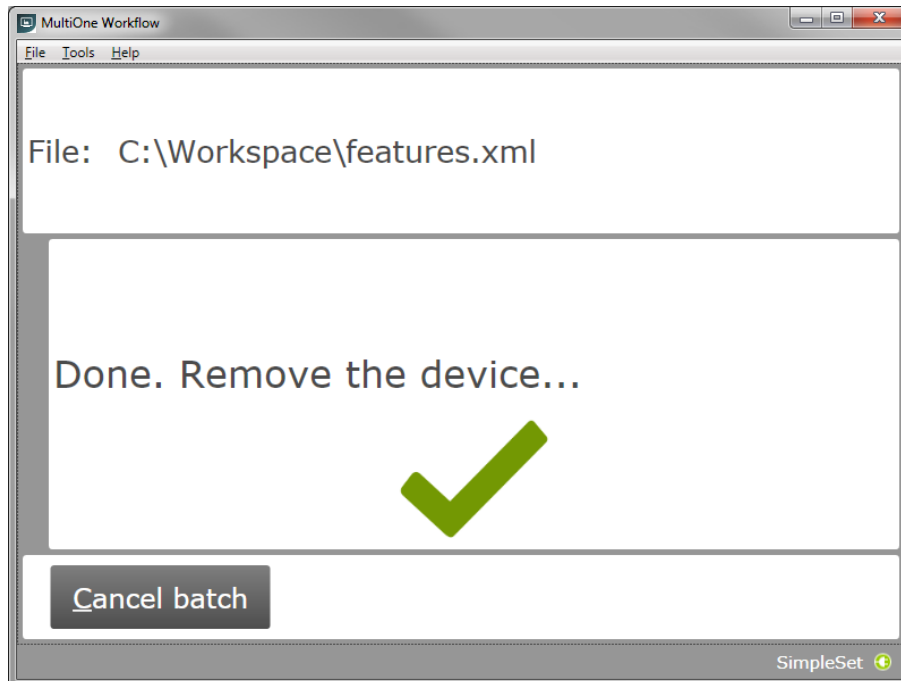 MultiOne Workflow
File Tools Help
File: C:\Workspace\features.xml
Done. Remove the device...
Cancel batch
SimpleSet